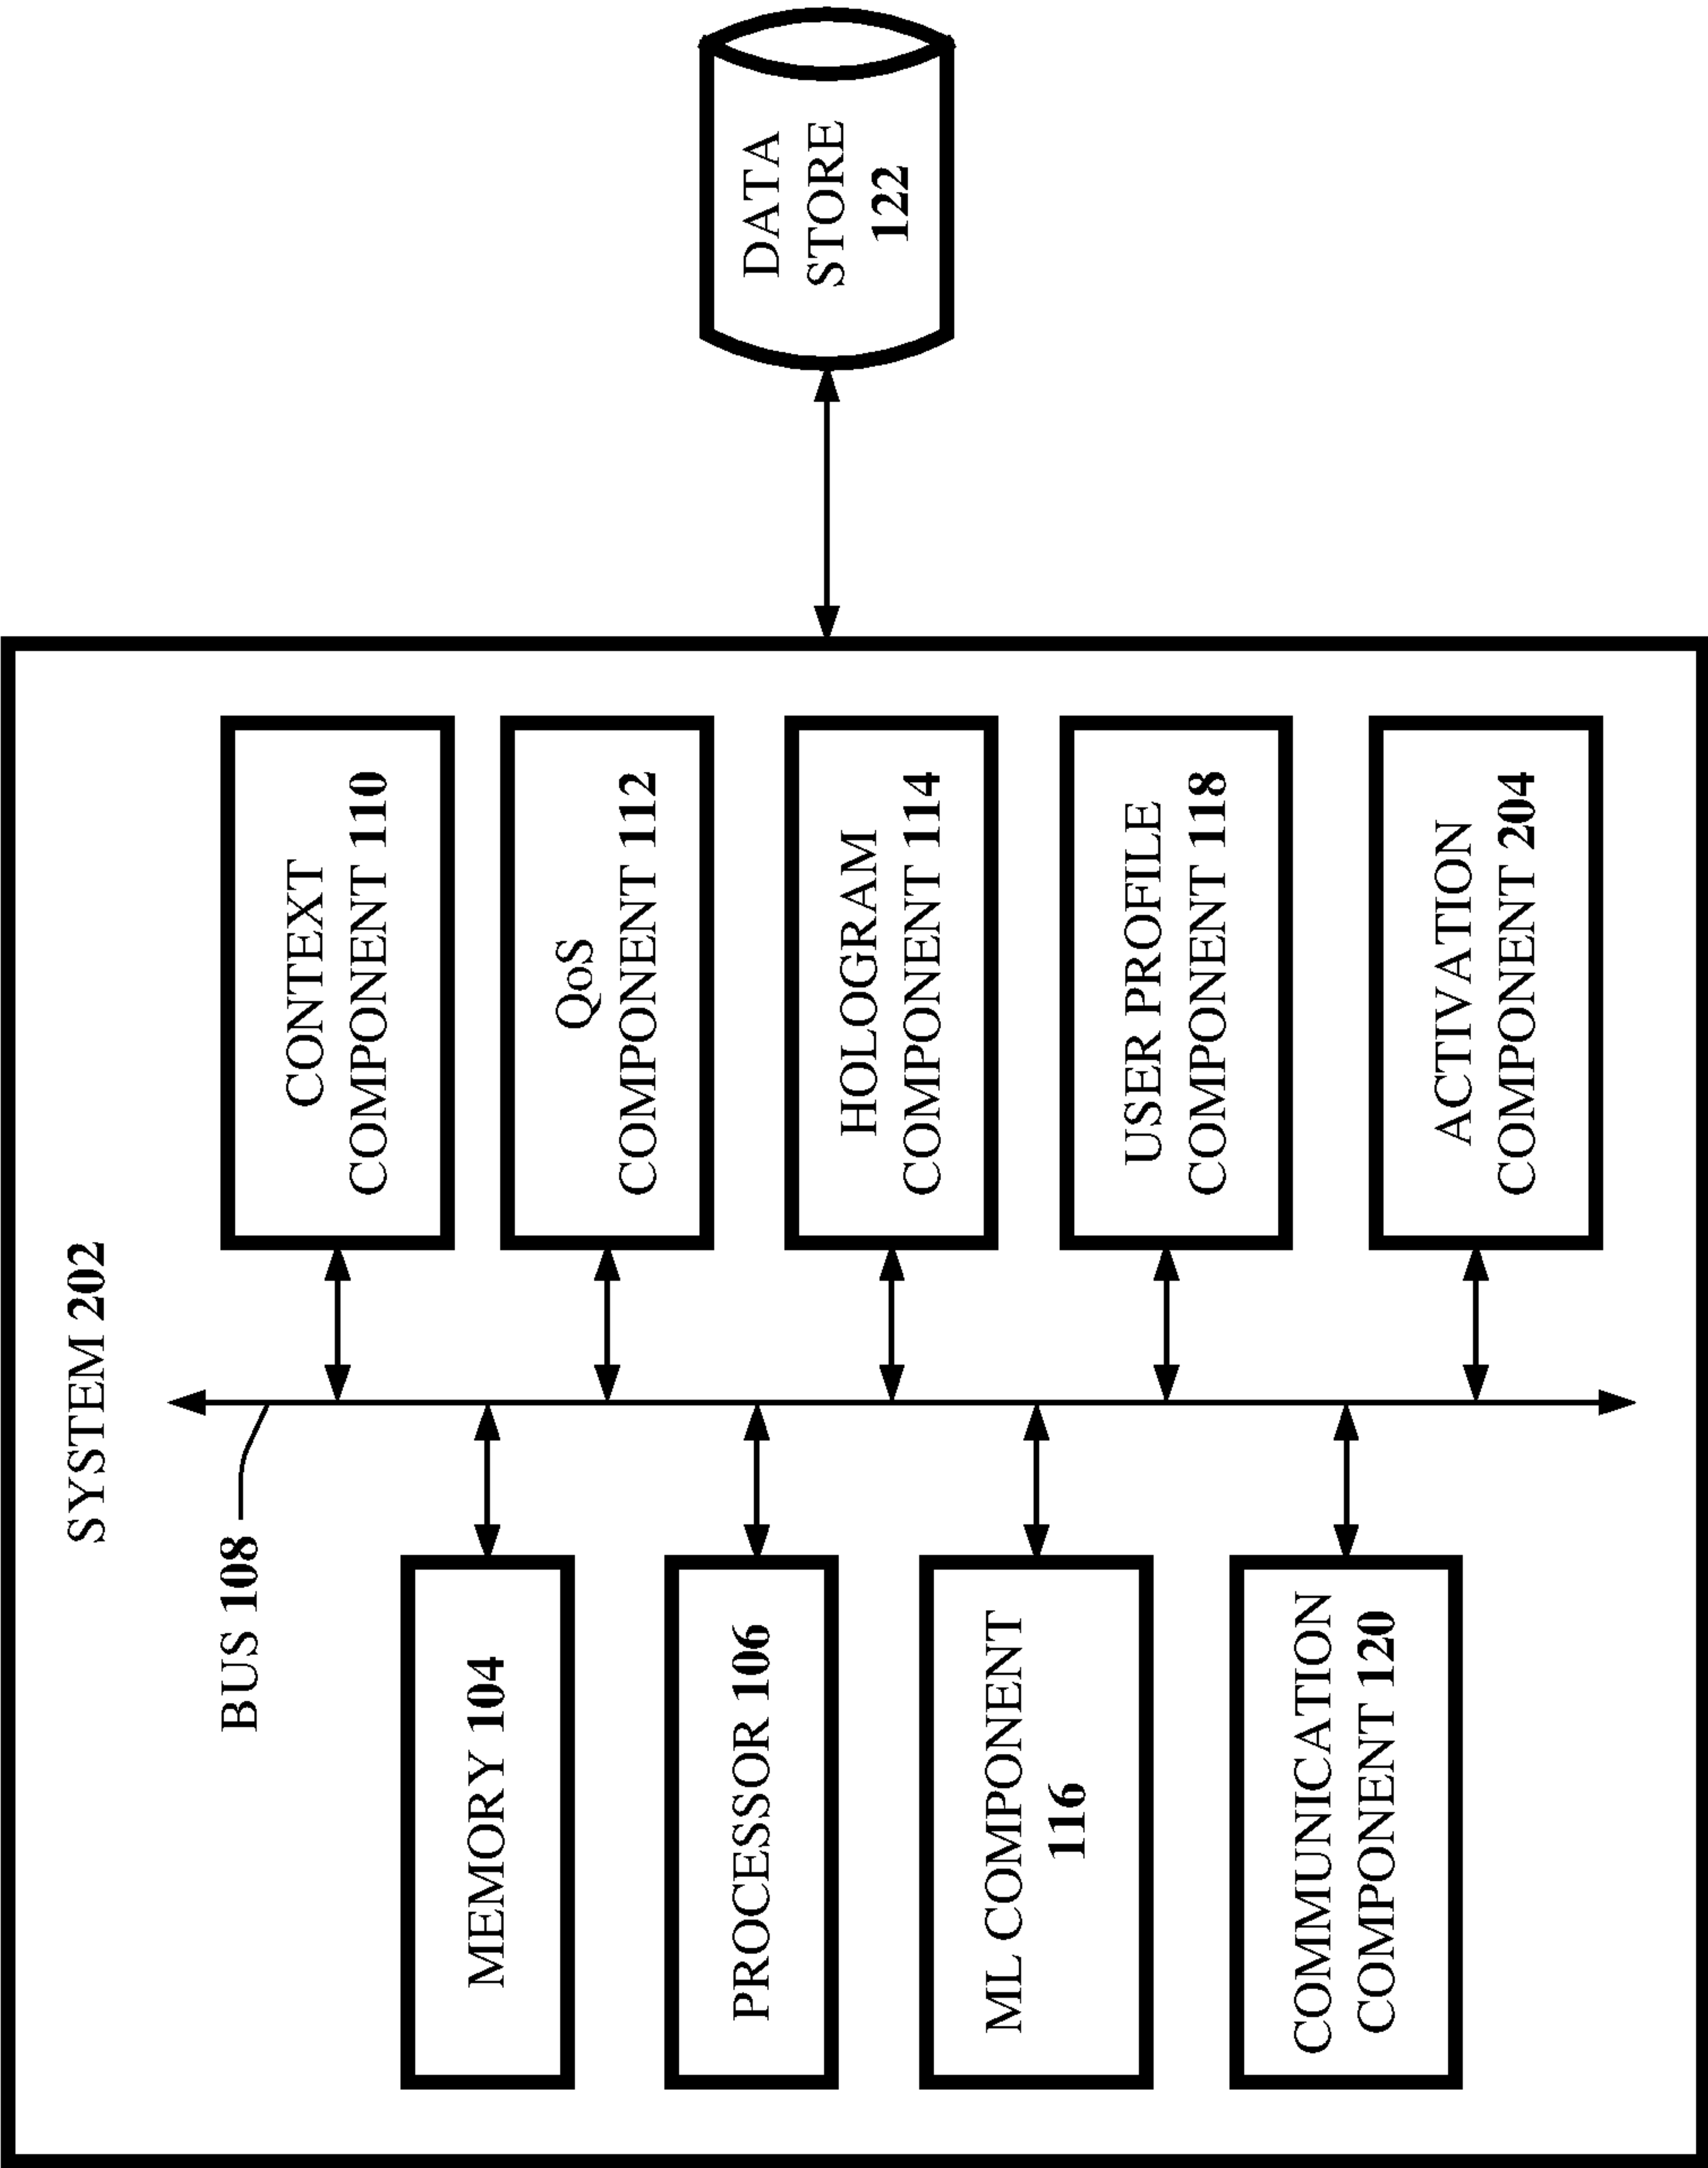 SYSTEM 202
BUS 108
MEMORY 104
PROCESSOR 106
ML COMPONENT
116
COMMUNICATION
COMPONENT 120
CONTEXT
COMPONENT 110
QoS
COMPONENT 112
HOLOGRAM
COMPONENT 114
USER PROFILE
COMPONENT 118
ACTIVATION
COMPONENT 204
DATA
STORE
122